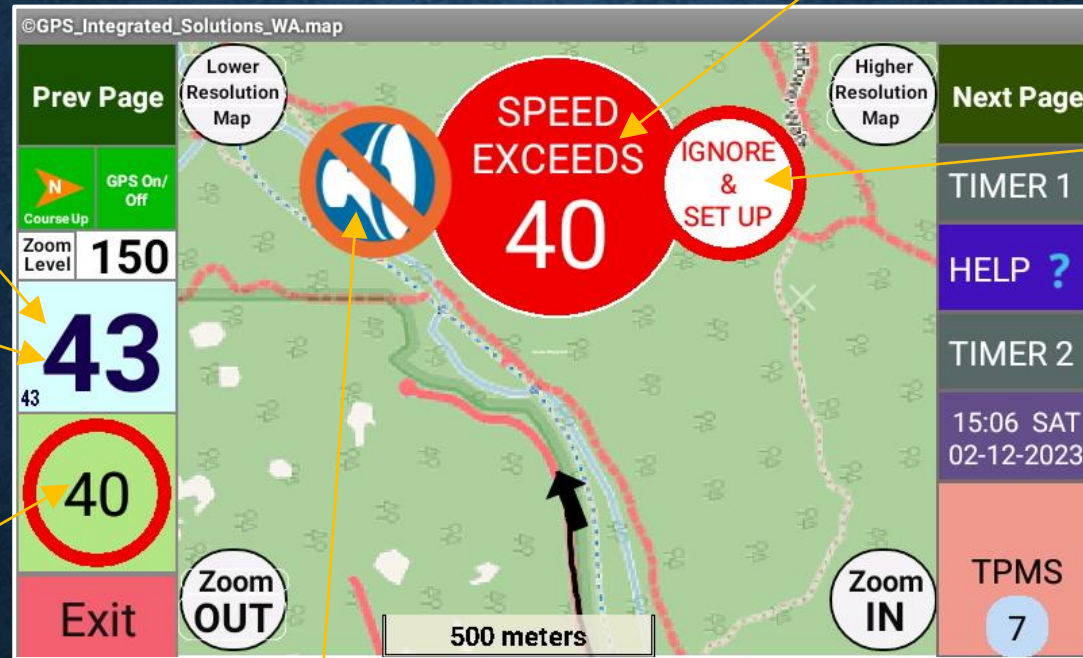 ©GPS_Integrated_Solutions_WA.map
Prev Page
Lower
Resolution
Map
SPEED
EXCEEDS
40
IGNORE
&
SET UP
Higher
Resolution
Map
Next Page
N
Course Up
GPS On/
Off
Zoom
Level
150
43
43
40
Exit
TIMER 1
HELP ?
TIMER 2
15:06 SAT
02-12-2023
TPMS
7
Zoom
OUT
500 meters
Zoom
IN